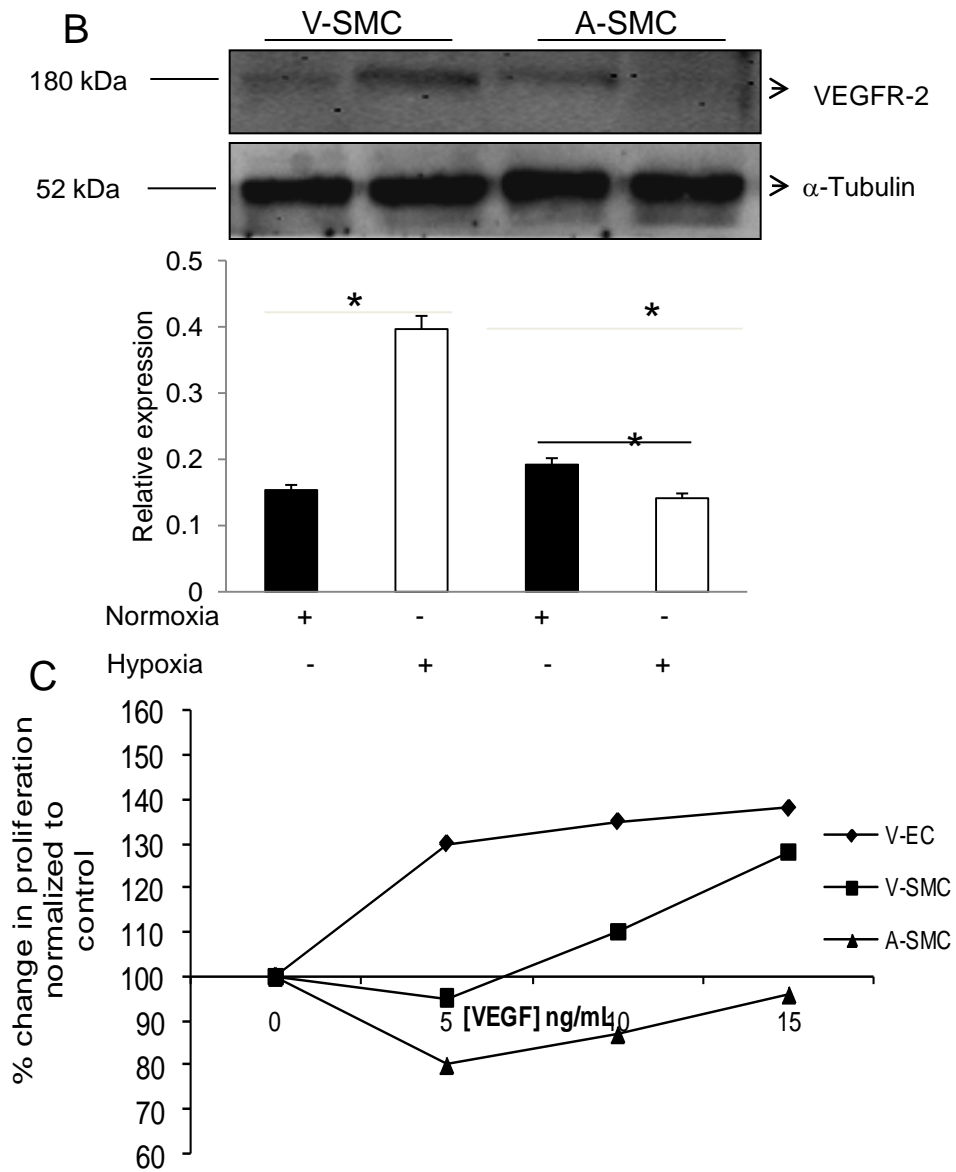 B
V-SMC A-SMC
180 kDa VEGFR-2
52 kDa α-Tubulin
Relative expression
0.5
0.4
0.3
0.2
0.1
0
* * *
Normoxia + - + -
Hypoxia - + - +
C
% change in proliferation
normalized to
control
160
150
140
130
120
110
100
90
80
70
60
0 5 10 15
[VEGF] ng/mL
V-EC
V-SMC
A-SMC